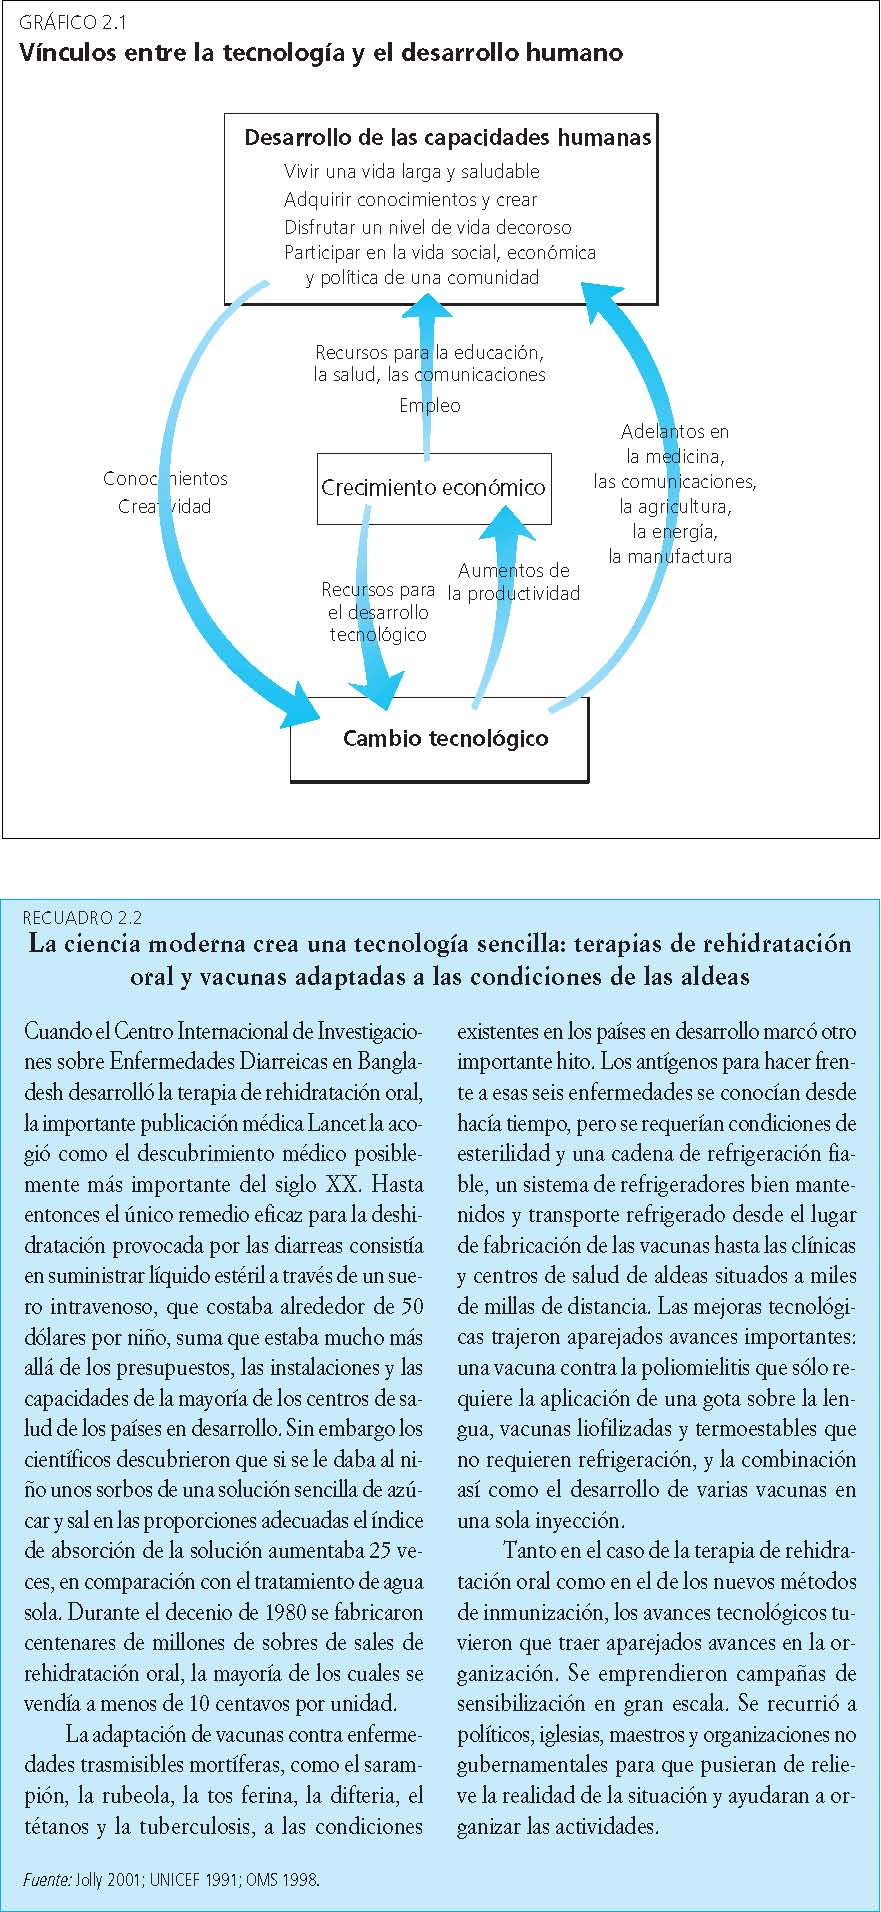 GRÁFICO 2.1
Vínculos entre la tecnología y el desarrollo humano
Desarrollo de las capacidades humanas
Vivir una vida larga y saludable
Adquirir conocimientos y crear
Disfrutar un nivel de vida decoroso
Participar en la vida social, económica
y política de una comunidad
Recursos para la educación,
la salud, las comunicaciones
Empleo
Adelantos en
la medicina,
las comunicaciones,
la agricultura,
la energía,
la manufactura
Conocimientos
Creatividad
Crecimiento económico
Recursos para
el desarrollo
tecnológico
Aumentos de
la productividad
Cambio tecnológico
RECUADRO 2.2
La ciencia moderna crea una tecnología sencilla: terapias de rehidratación
oral y vacunas adaptadas a las condiciones de las aldeas
Cuando el Centro Internacional de Investigacio-
nes sobre Enfermedades Diarreicas en Bangla-
desh desarrolló la terapia de rehidratación oral,
la importante publicación médica Lancet la aco-
gió como el descubrimiento médico posible-
mente más importante del siglo XX. Hasta
entonces el único remedio eficaz para la deshi-
dratación provocada por las diarreas consistía
en suministrar líquido estéril a través de un sue-
ro intravenoso, que costaba alrededor de 50
dólares por niño, suma que estaba mucho más
allá de los presupuestos, las instalaciones y las
capacidades de la mayoría de los centros de sa-
lud de los países en desarrollo. Sin embargo los
científicos descubrieron que si se le daba al ni-
ño unos sorbos de una solución sencilla de azú-
car y sal en las proporciones adecuadas el índice
de absorción de la solución aumentaba 25 ve-
ces, en comparación con el tratamiento de agua
sola. Durante el decenio de 1980 se fabricaron
centenares de millones de sobres de sales de
rehidratación oral, la mayoría de los cuales se
vendía a menos de 10 centavos por unidad.
La adaptación de vacunas contra enferme-
dades trasmisibles mortíferas, como el saram-
pión, la rubeola, la tos ferina, la difteria, el
tétanos y la tuberculosis, a las condiciones
existentes en los países en desarrollo marcó otro
importante hito. Los antígenos para hacer fren-
te a esas seis enfermedades se conocían desde
hacía tiempo, pero se requerían condiciones de
esterilidad y una cadena de refrigeración fia-
ble, un sistema de refrigeradores bien mante-
nidos y transporte refrigerado desde el lugar
de fabricación de las vacunas hasta las clínicas
y centros de salud de aldeas situados a miles
de millas de distancia. Las mejoras tecnológi-
cas trajeron aparejados avances importantes:
una vacuna contra la poliomielitis que sólo re-
quiere la aplicación de una gota sobre la len-
gua, vacunas liofilizadas y termoestables que
no requieren refrigeración, y la combinación
así como el desarrollo de varias vacunas en
una sola inyección.
Tanto en el caso de la terapia de rehidra-
tación oral como en el de los nuevos métodos
de inmunización, los avances tecnológicos tu-
vieron que traer aparejados avances en la or-
ganización. Se emprendieron campañas de
sensibilización en gran escala. Se recurrió a
políticos, iglesias, maestros y organizaciones no
gubernamentales para que pusieran de relie-
ve la realidad de la situación y ayudaran a or-
ganizar las actividades.
Fuente: Jolly 2001; UNICEF 1991; OMS 1998.